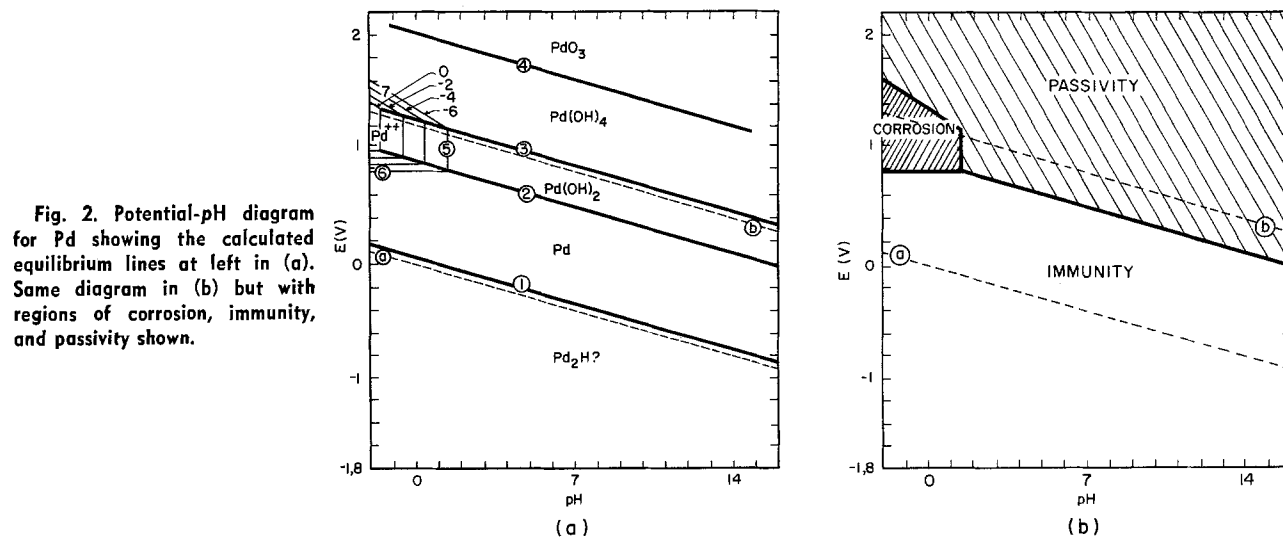 Fig. 2. Potential-pH diagram
for Pd showing the calculated
equilibrium lines at left in (a).
Same diagram in (b) but with
regions of corrosion, immunity,
and passivity shown.
2
1
0
-1
-1,8
E (V)
PdO3
4
0
-2
-4
-6
7
Pd(OH)4
Pd++
5
3
6
Pd(OH)2
2
b
Pd
a
1
Pd2H?
0
7
14
pH
(a)
2
1
0
-1
-1,8
E (V)
PASSIVITY
CORROSION
b
a
IMMUNITY
0
7
14
pH
(b)